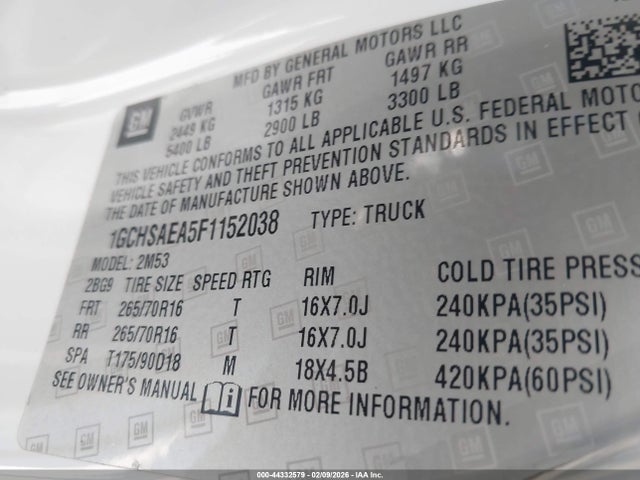 MFD BY GENERAL MOTORS LLC
GM
GVWR GAWR FRT GAWR RR
2449 KG 1315 KG 1497 KG
5400 LB 2900 LB 3300 LB
THIS VEHICLE CONFORMS TO ALL APPLICABLE U.S. FEDERAL MOTO
VEHICLE SAFETY AND THEFT PREVENTION STANDARDS IN EFFECT
THE DATE OF MANUFACTURE SHOWN ABOVE.
1GCHSAEA5F1152038 TYPE: TRUCK
MODEL: 2M53
2BG9 TIRE SIZE SPEED RTG RIM COLD TIRE PRESS
FRT 265/70R16 T 16X7.0J 240KPA(35PSI)
RR 265/70R16 T 16X7.0J 240KPA(35PSI)
SPA T175/90D18 M 18X4.5B 420KPA(60PSI)
SEE OWNER'S MANUAL FOR MORE INFORMATION.
000-44332579 - 02/09/2026 - IAA Inc.